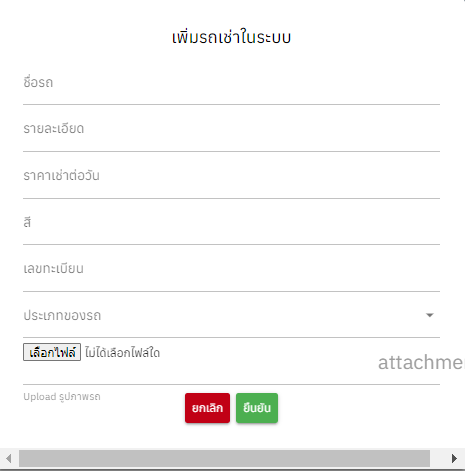 เพิ่มรถเช่าในระบบ
ชื่อรถ
รายละเอียด
ราคาเช่าต่อวัน
สี
เลขทะเบียน
ประเภทของรถ
เลือกไฟล์ ไม่ได้เลือกไฟล์ใด
attachmen
Upload รูปภาพรถ
ยกเลิก ยืนยัน